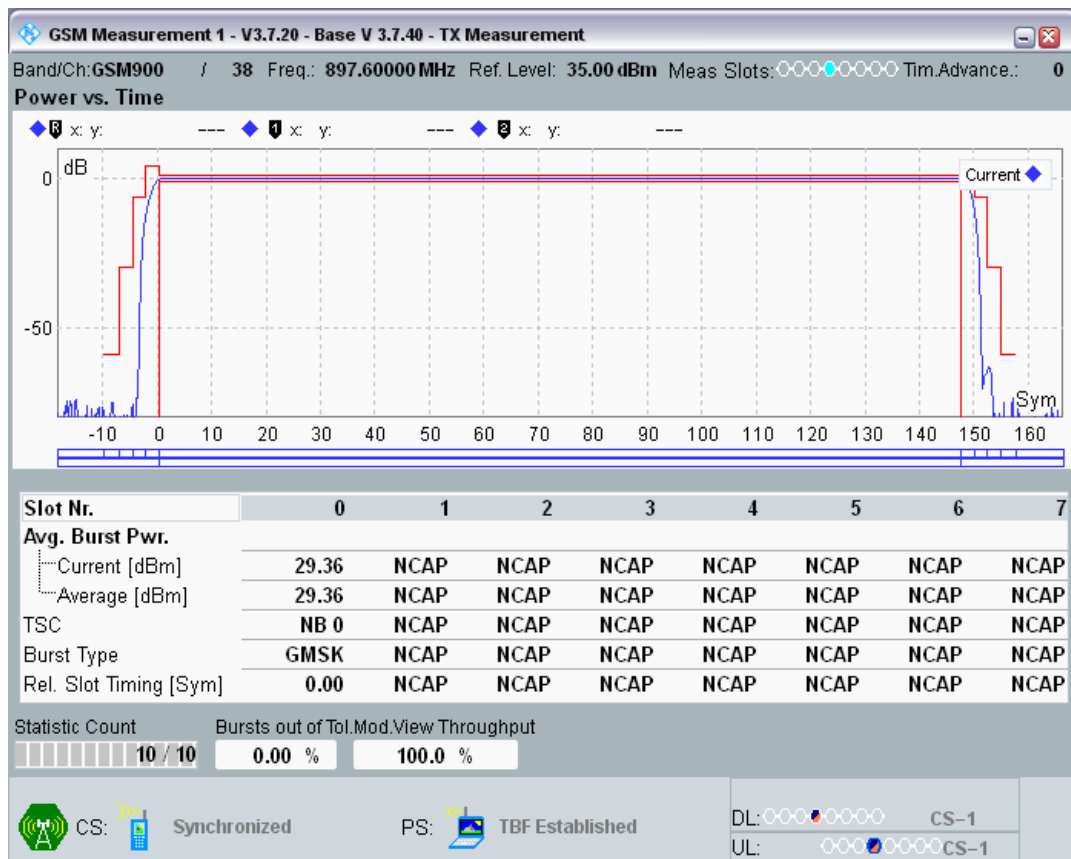 GSM Measurement 1 - V3.7.20 - Base V 3.7.40 - TX Measurement
Band/Ch:GSM900 / 38 Freq.: 897.60000 MHz Ref. Level: 35.00 dBm Meas Slots: Tim.Advance.: 0
Power vs. Time
R x: y: --- 1 x: y: --- 2 x: y: ---
dB
Current
0
-50
Sym
-10 0 10 20 30 40 50 60 70 80 90 100 110 120 130 140 150 160
Slot Nr. 0 1 2 3 4 5 6 7
Avg. Burst Pwr.
Current [dBm] 29.36 NCAP NCAP NCAP NCAP NCAP NCAP NCAP
Average [dBm] 29.36 NCAP NCAP NCAP NCAP NCAP NCAP NCAP
TSC NB 0 NCAP NCAP NCAP NCAP NCAP NCAP NCAP
Burst Type GMSK NCAP NCAP NCAP NCAP NCAP NCAP NCAP
Rel. Slot Timing [Sym] 0.00 NCAP NCAP NCAP NCAP NCAP NCAP NCAP
Statistic Count Bursts out of Tol.Mod.View Throughput
10 / 10 0.00 % 100.0 %
CS: Synchronized PS: TBF Established
DL: CS-1
UL: CS-1